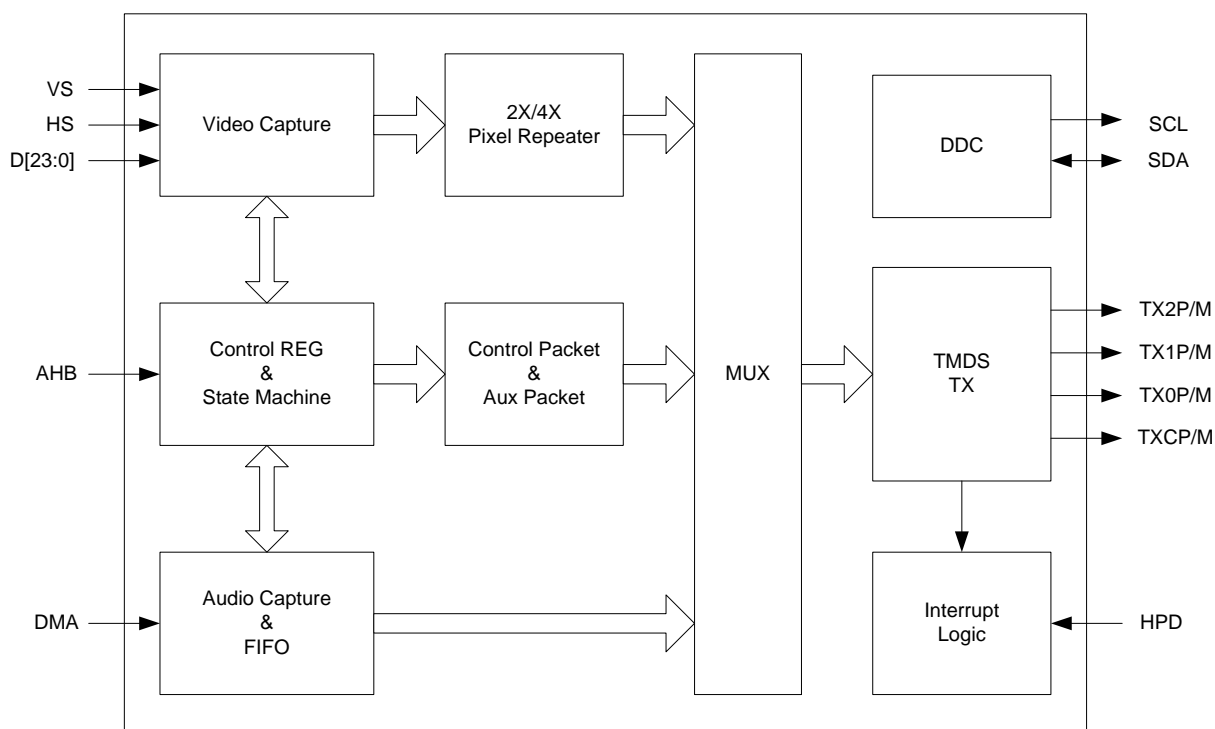 VS
HS
D[23:0]
Video Capture
2X/4X
Pixel Repeater
DDC
SCL
SDA
AHB
Control REG
&
State Machine
Control Packet
&
Aux Packet
MUX
TMDS
TX
TX2P/M
TX1P/M
TX0P/M
TXCP/M
DMA
Audio Capture
&
FIFO
Interrupt
Logic
HPD